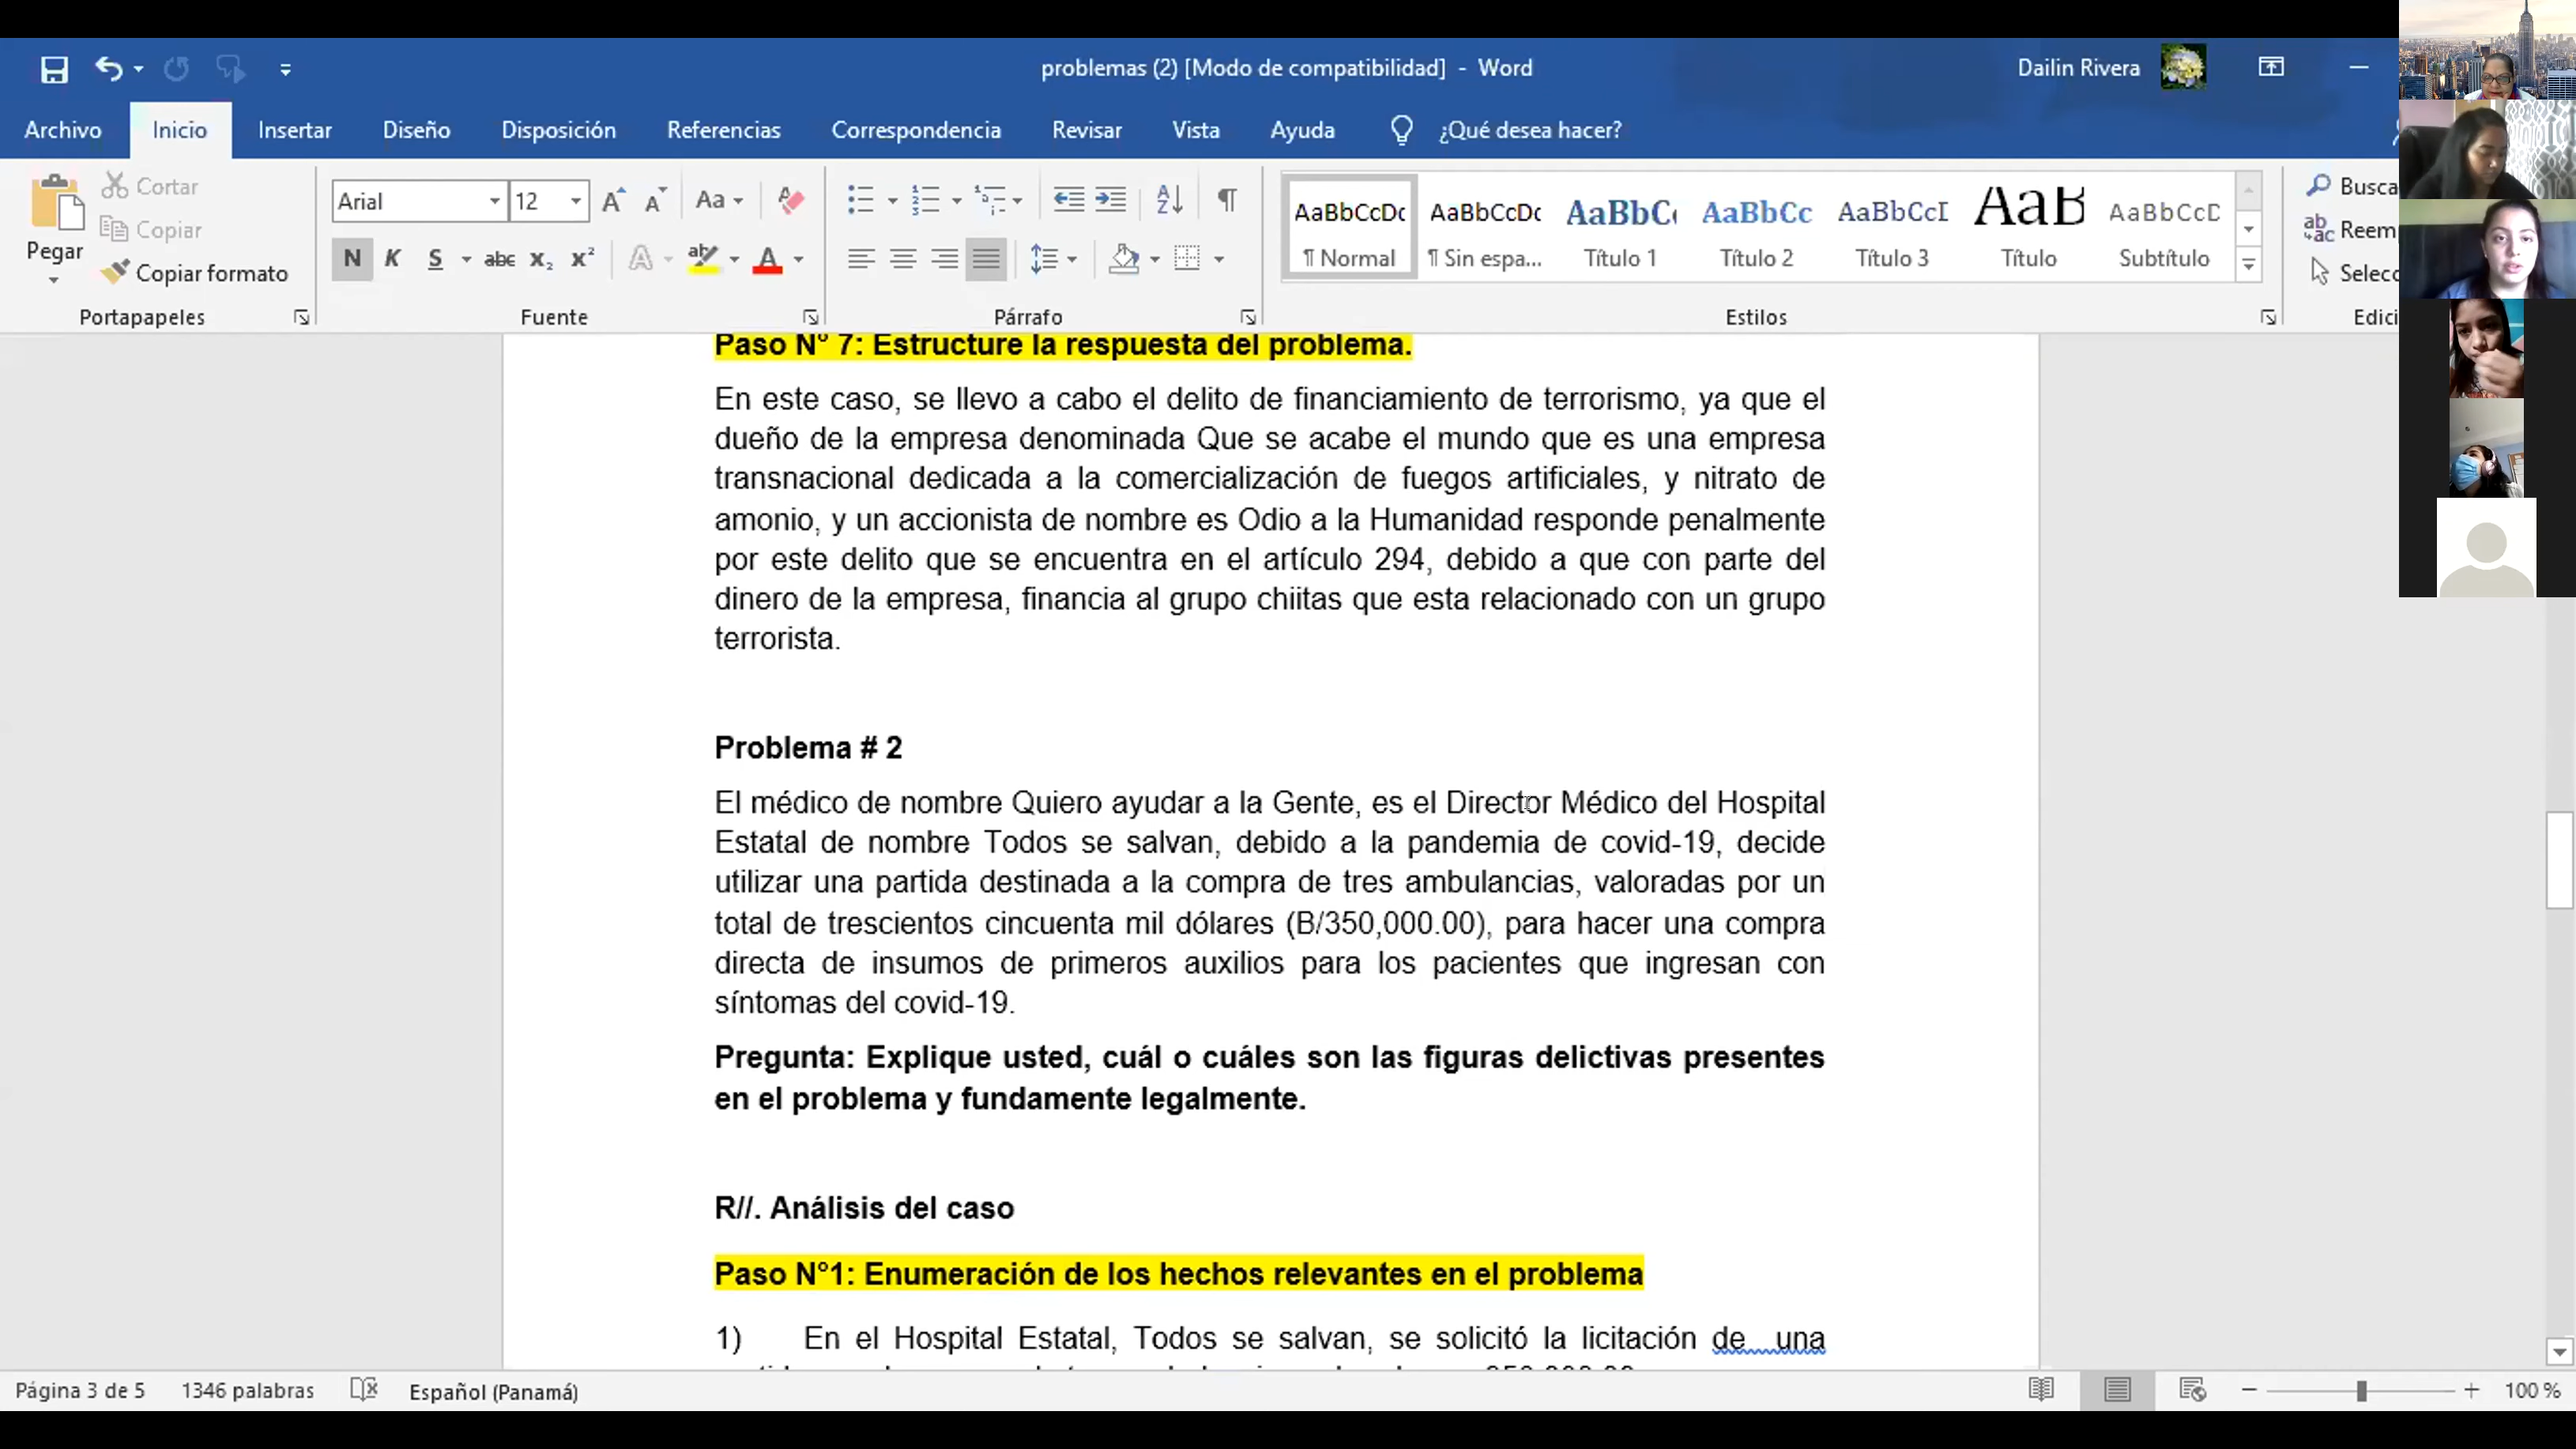 problemas (2) [Modo de compatibilidad] - Word
Dailin Rivera
Archivo Inicio Insertar Diseño Disposición Referencias Correspondencia Revisar Vista Ayuda ¿Qué desea hacer?
Pegar
Cortar
Copiar
Copiar formato
Portapapeles
Arial 12
N K S abc x₂ x²
Fuente
Párrafo
AaBbCcDc ¶ Normal
AaBbCcDc ¶ Sin espa...
AaBbC Título 1
AaBbCc Título 2
AaBbCcI Título 3
AaB Título
AaBbCcD Subtítulo
Estilos
Busca
Reem
Selec
Edici
Paso N° 7: Estructure la respuesta del problema.
En este caso, se llevo a cabo el delito de financiamiento de terrorismo, ya que el
dueño de la empresa denominada Que se acabe el mundo que es una empresa
transnacional dedicada a la comercialización de fuegos artificiales, y nitrato de
amonio, y un accionista de nombre es Odio a la Humanidad responde penalmente
por este delito que se encuentra en el artículo 294, debido a que con parte del
dinero de la empresa, financia al grupo chiitas que esta relacionado con un grupo
terrorista.
Problema # 2
El médico de nombre Quiero ayudar a la Gente, es el Director Médico del Hospital
Estatal de nombre Todos se salvan, debido a la pandemia de covid-19, decide
utilizar una partida destinada a la compra de tres ambulancias, valoradas por un
total de trescientos cincuenta mil dólares (B/350,000.00), para hacer una compra
directa de insumos de primeros auxilios para los pacientes que ingresan con
síntomas del covid-19.
Pregunta: Explique usted, cuál o cuáles son las figuras delictivas presentes
en el problema y fundamente legalmente.
R//. Análisis del caso
Paso N°1: Enumeración de los hechos relevantes en el problema
1) En el Hospital Estatal, Todos se salvan, se solicitó la licitación de una
Página 3 de 5 1346 palabras Español (Panamá) 100 %